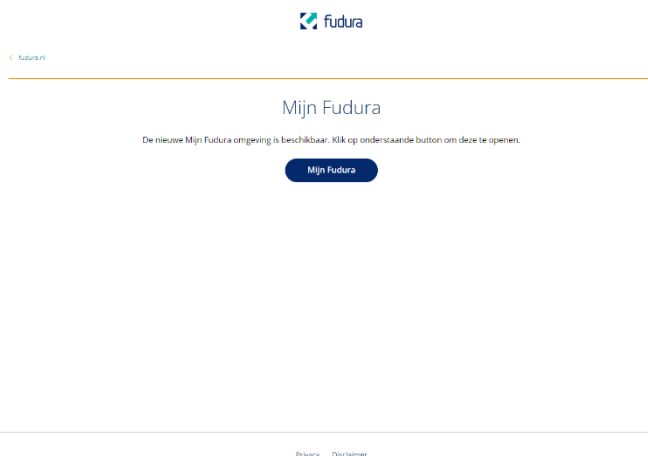 fudura
fudura.nl
Mijn Fudura
De nieuwe Mijn Fudura omgeving is beschikbaar. Klik op onderstaande button om deze te openen.
Mijn Fudura
Privacy Disclaimer